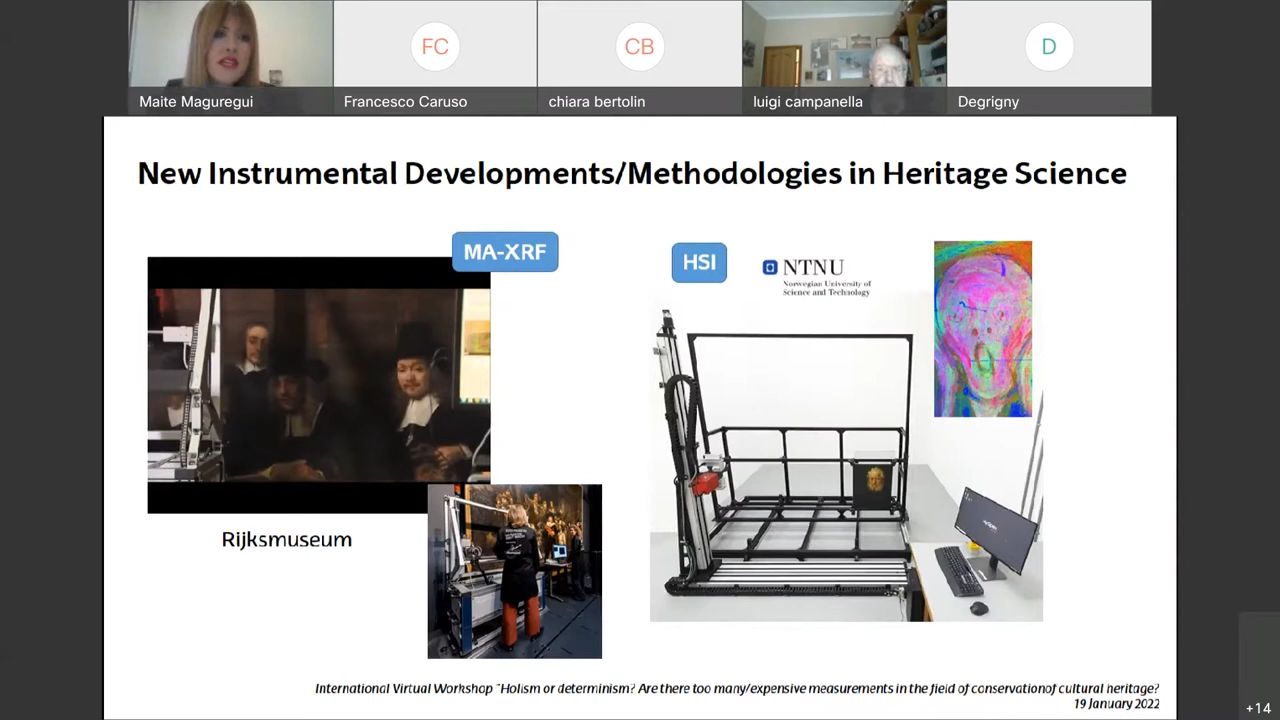 FC
CB
D
Maite Maguregui
Francesco Caruso
chiara bertolin
luigi campanella
Degrigny
New Instrumental Developments/Methodologies in Heritage Science
MA-XRF
HSI
NTNU
Norwegian University of
Science and Technology
Rijksmuseum
International Virtual Workshop "Holism or determinism? Are there too many/expensive measurements in the field of conservationof cultural heritage?
19 January 2022
+14